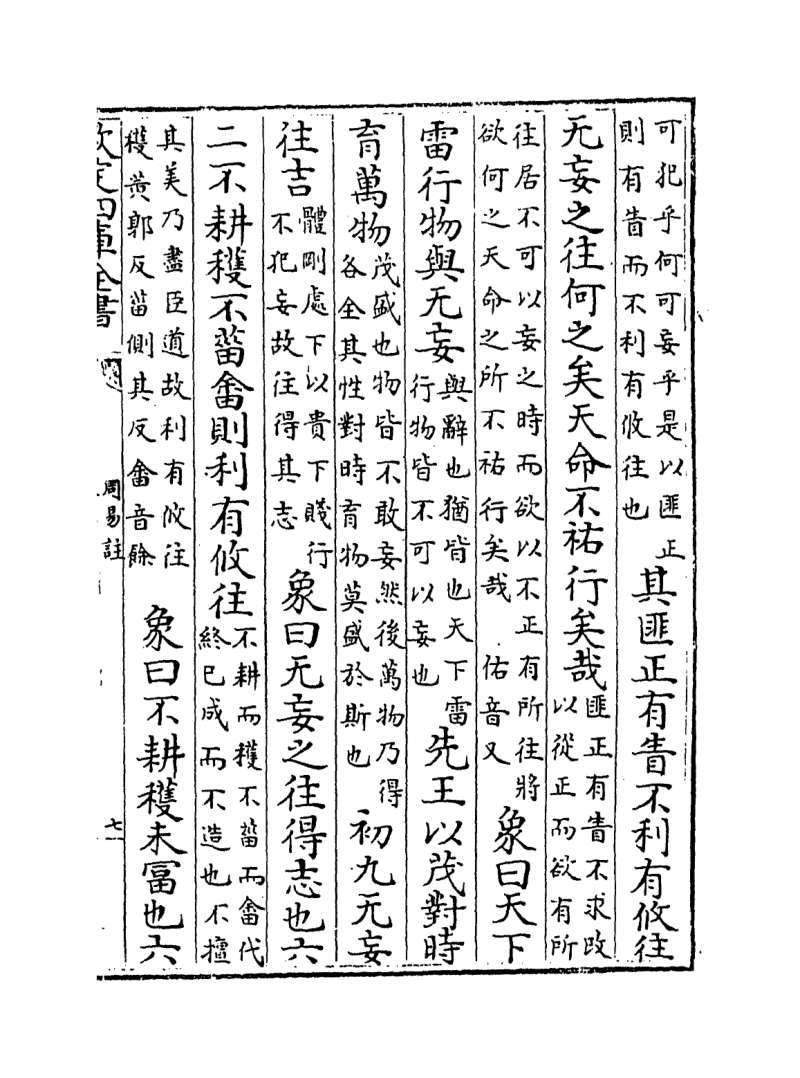 可犯乎何可妄乎是以匪正
則有眚而不利有攸往也
其匪正有眚不利有攸往
无妄之往何之矣天命不祐行矣哉
匪正有眚不求改
以從正而欲有所
往居不可以妄之時而欲以不正有所往將
欲何之天命之所不祐行矣哉 佑音又
象曰天下
雷行物與无妄
與辭也猶皆也天下雷
行物皆不可以妄也
先王以茂對時
育萬物
茂盛也物皆不敢妄然後萬物乃得
各全其性對時育物莫盛於斯也
初九无妄
往吉
體剛處下以貴下賤行
不犯妄故往得其志
象曰无妄之往得志也六
二不耕穫不菑畬則利有攸往
不耕而穫不菑而畬代
終已成而不造也不擅
其美乃盡臣道故利有攸往
穫黄郭反菑側其反畬音餘
象曰不耕穫未冨也六
欽定四庫全書
周易註
七